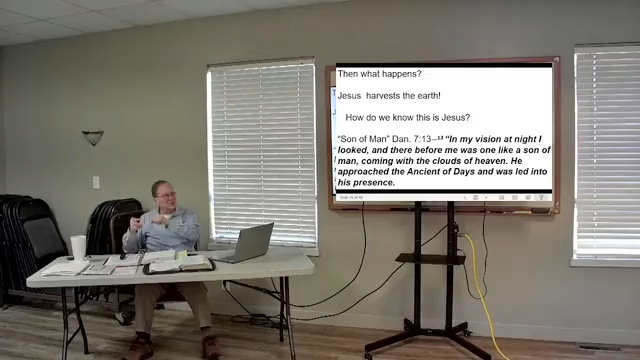 Then what happens?
Jesus harvests the earth!
How do we know this is Jesus?
"Son of Man" Dan. 7:13--¹³ "In my vision at night I
looked, and there before me was one like a son of
man, coming with the clouds of heaven. He
approached the Ancient of Days and was led into
his presence.